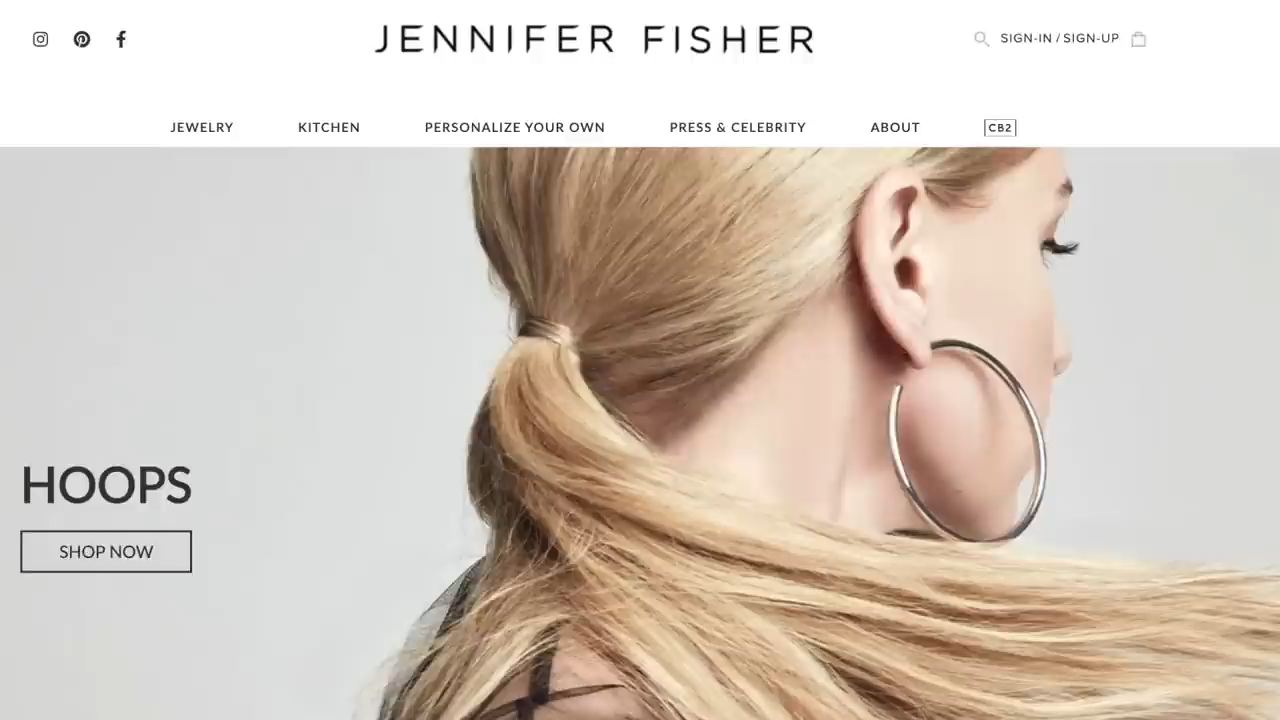 JENNIFER FISHER
SIGN-IN / SIGN-UP
JEWELRY KITCHEN PERSONALIZE YOUR OWN PRESS & CELEBRITY ABOUT CB2
HOOPS
SHOP NOW